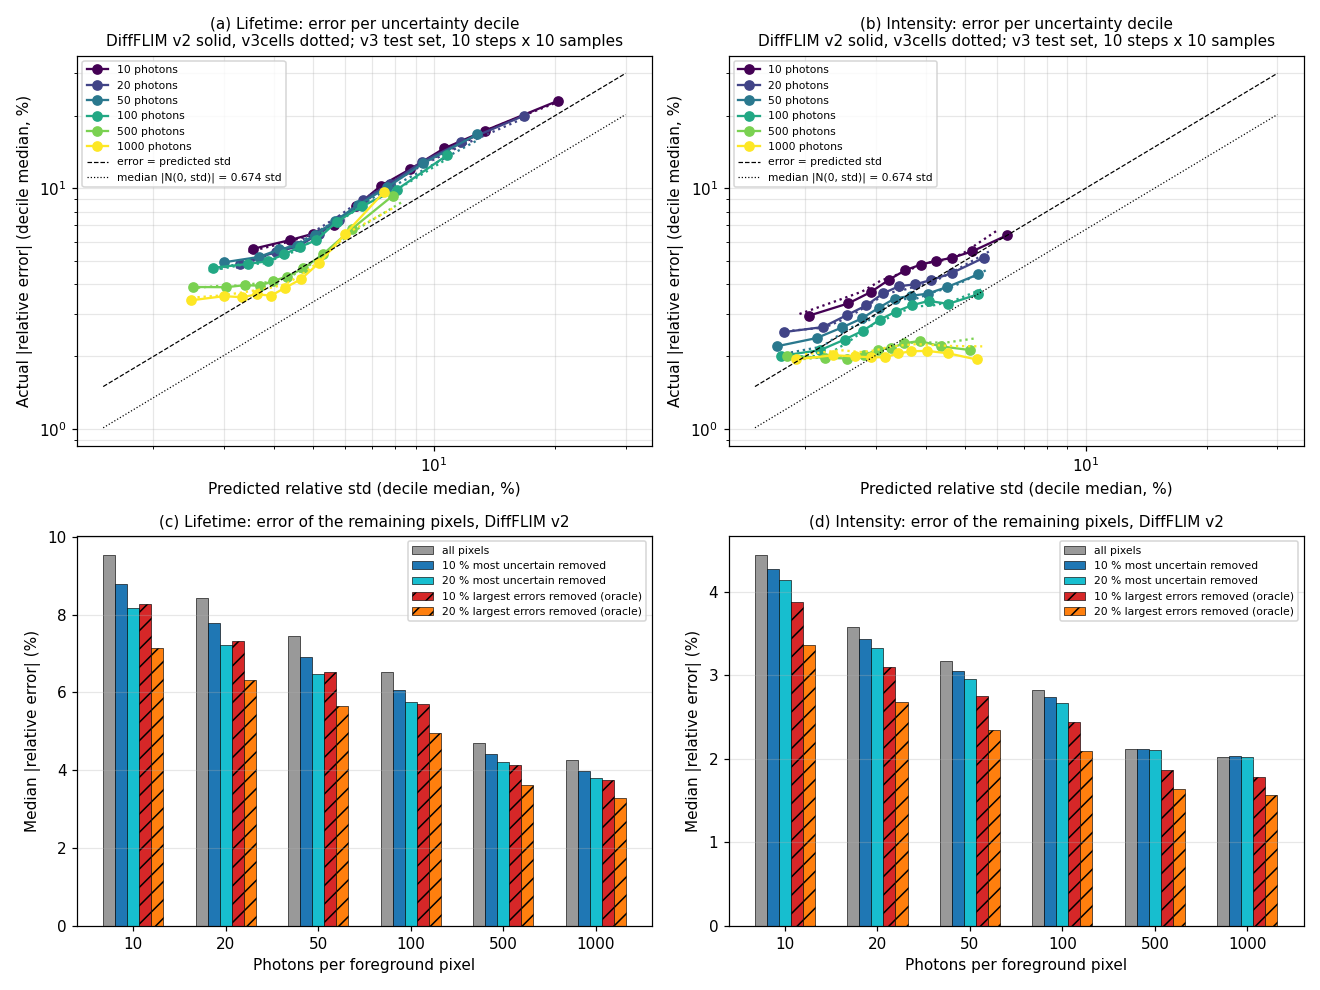 (a) Lifetime: error per uncertainty decile
DiffFLIM v2 solid, v3cells dotted; v3 test set, 10 steps x 10 samples
10 photons
20 photons
50 photons
100 photons
500 photons
1000 photons
error = predicted std
median |N(0, std)| = 0.674 std
10¹
10⁰
10¹
Actual |relative error| (decile median, %)
Predicted relative std (decile median, %)
(b) Intensity: error per uncertainty decile
DiffFLIM v2 solid, v3cells dotted; v3 test set, 10 steps x 10 samples
10 photons
20 photons
50 photons
100 photons
500 photons
1000 photons
error = predicted std
median |N(0, std)| = 0.674 std
10¹
10⁰
10¹
Actual |relative error| (decile median, %)
Predicted relative std (decile median, %)
(c) Lifetime: error of the remaining pixels, DiffFLIM v2
all pixels
10 % most uncertain removed
20 % most uncertain removed
10 % largest errors removed (oracle)
20 % largest errors removed (oracle)
10
8
6
4
2
0
Median |relative error| (%)
10 20 50 100 500 1000
Photons per foreground pixel
(d) Intensity: error of the remaining pixels, DiffFLIM v2
all pixels
10 % most uncertain removed
20 % most uncertain removed
10 % largest errors removed (oracle)
20 % largest errors removed (oracle)
4
3
2
1
0
Median |relative error| (%)
10 20 50 100 500 1000
Photons per foreground pixel